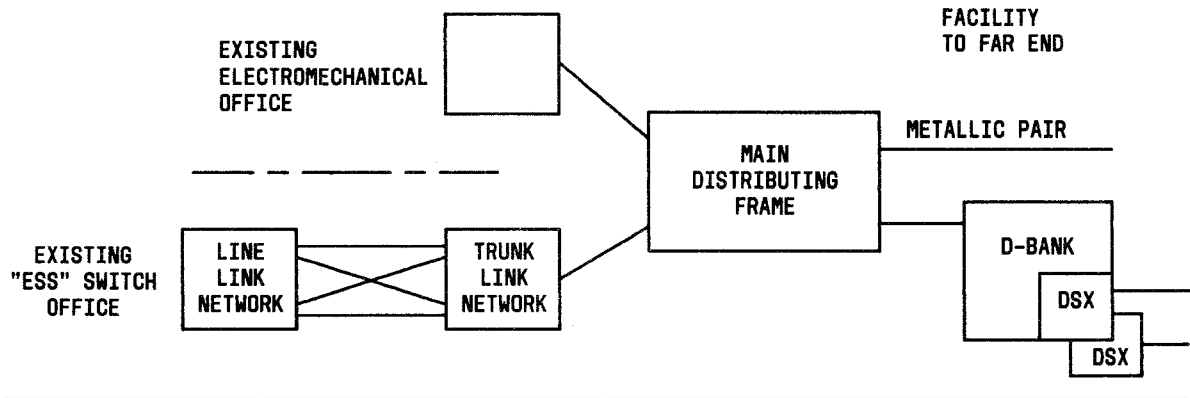 FACILITY
TO FAR END
EXISTING
ELECTROMECHANICAL
OFFICE
METALLIC PAIR
MAIN
DISTRIBUTING
FRAME
EXISTING
"ESS" SWITCH
OFFICE
LINE
LINK
NETWORK
TRUNK
LINK
NETWORK
D-BANK
DSX
DSX